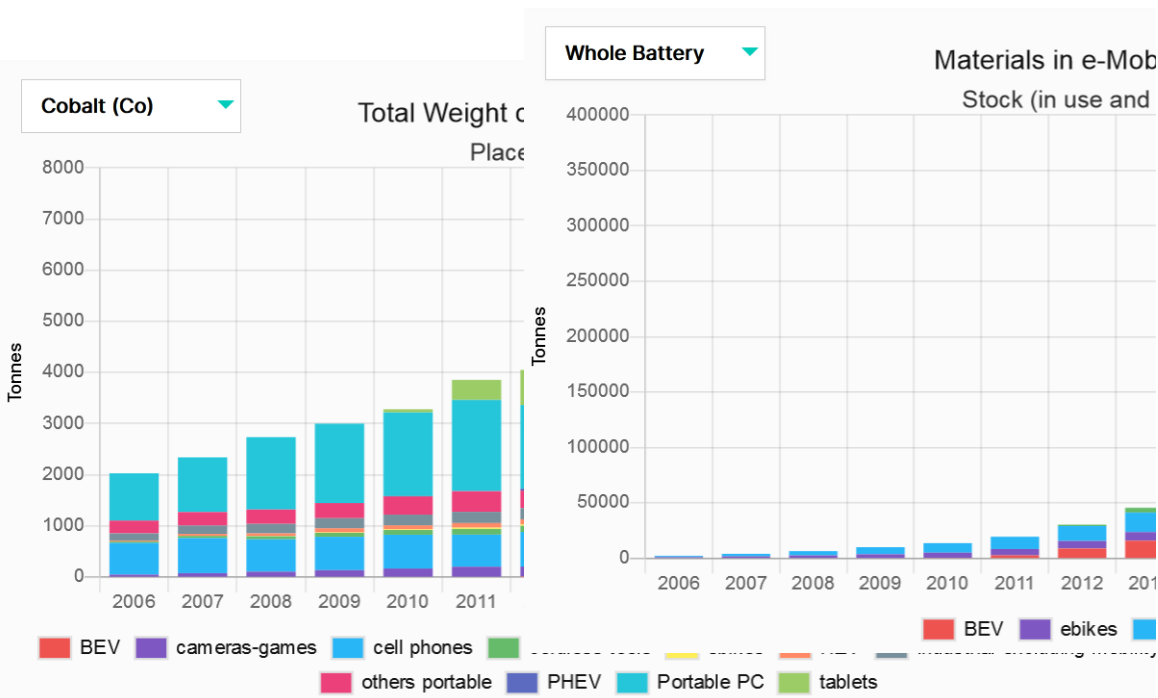 Cobalt (Co)
Total Weight o
Place
8000
7000
6000
5000
4000
3000
2000
1000
0
Tonnes
2006 2007 2008 2009 2010 2011
BEV cameras-games cell phones
others portable PHEV Portable PC tablets
Whole Battery
Materials in e-Mob
Stock (in use and
400000
350000
300000
250000
200000
150000
100000
50000
0
Tonnes
2006 2007 2008 2009 2010 2011 2012 201
BEV ebikes